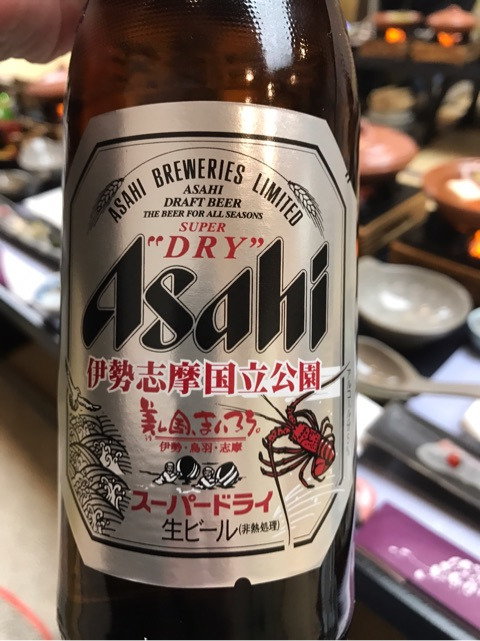 ASAHI BREWERIES LIMITED
ASAHI
DRAFT BEER
THE BEER FOR ALL SEASONS
SUPER
"DRY"
Asahi
伊勢志摩国立公園
美し国、まいろう。
伊勢・鳥羽・志摩
スーパードライ
生ビール(非熱処理)